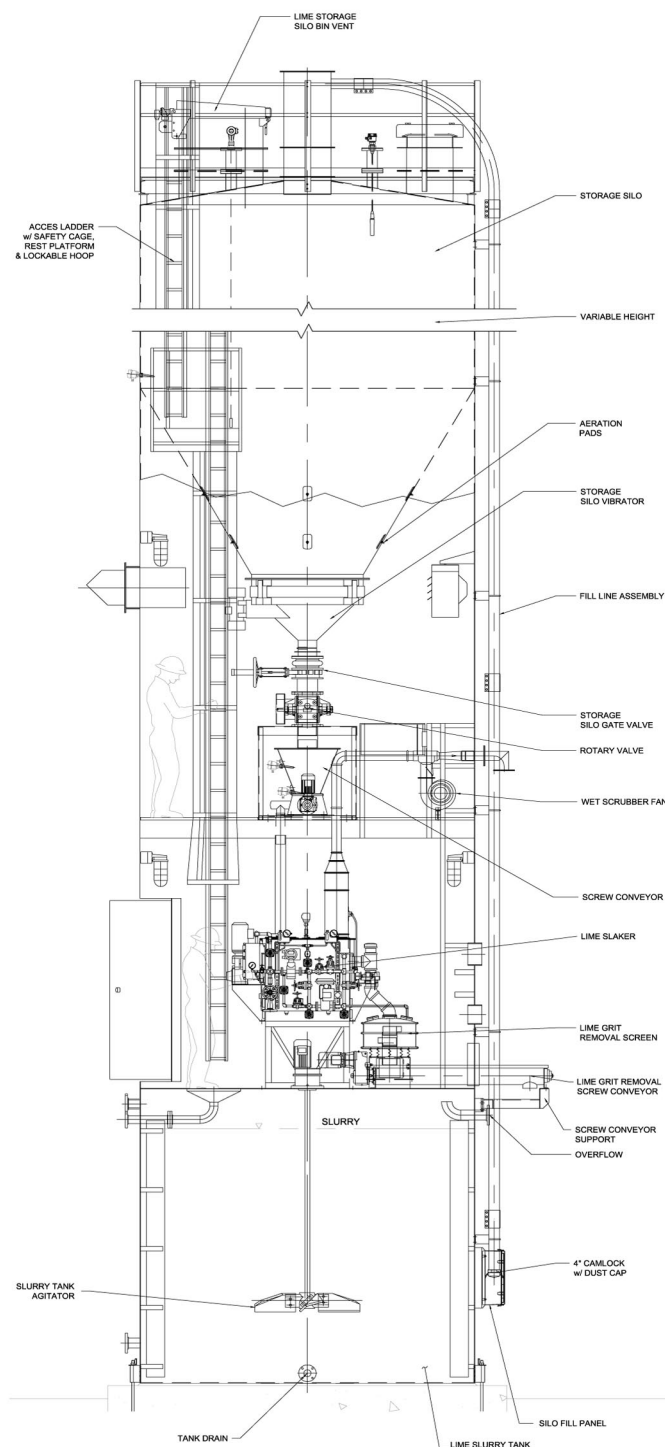 LIME STORAGE
SILO BIN VENT
STORAGE SILO
ACCES LADDER
w/ SAFETY CAGE,
REST PLATFORM
& LOCKABLE HOOP
VARIABLE HEIGHT
AERATION
PADS
STORAGE
SILO VIBRATOR
FILL LINE ASSEMBLY
STORAGE
SILO GATE VALVE
ROTARY VALVE
WET SCRUBBER FAN
SCREW CONVEYOR
LIME SLAKER
LIME GRIT
REMOVAL SCREEN
LIME GRIT REMOVAL
SCREW CONVEYOR
SLURRY
SCREW CONVEYOR
SUPPORT
OVERFLOW
4" CAMLOCK
w/ DUST CAP
SLURRY TANK
AGITATOR
SILO FILL PANEL
TANK DRAIN
LIME SLURRY TANK